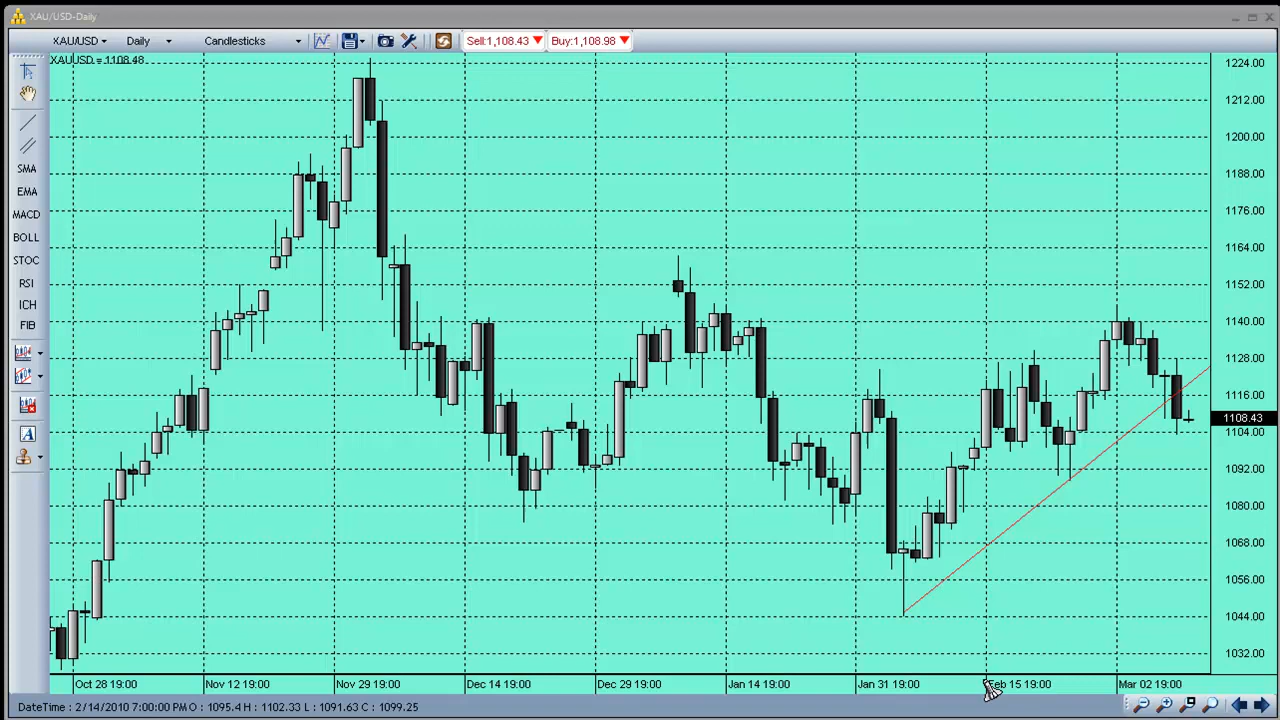 XAU/USD-Daily
XAU/USD Daily Candlesticks Sell:1,108.43 Buy:1,108.98
XAUUSD = 1108.48
SMA
EMA
MACD
BOLL
STOC
RSI
ICH
FIB
A
1224.00
1212.00
1200.00
1188.00
1176.00
1164.00
1152.00
1140.00
1128.00
1116.00
1108.43
1104.00
1092.00
1080.00
1068.00
1056.00
1044.00
1032.00
Oct 28 19:00 Nov 12 19:00 Nov 29 19:00 Dec 14 19:00 Dec 29 19:00 Jan 14 19:00 Jan 31 19:00 Feb 15 19:00 Mar 02 19:00
DateTime : 2/14/2010 7:00:00 PM O : 1095.4 H : 1102.33 L : 1091.63 C : 1099.25